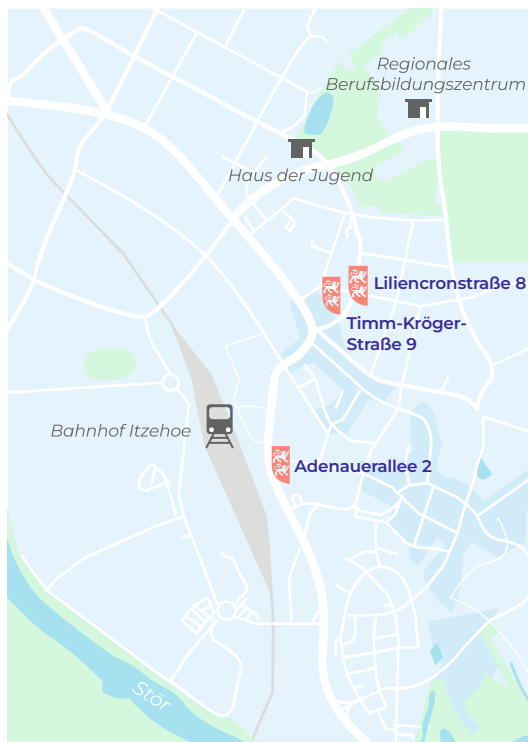 Regionales
Berufsbildungszentrum
Haus der Jugend
Liliencronstraße 8
Timm-Kröger-
Straße 9
Bahnhof Itzehoe
Adenauerallee 2
Stör